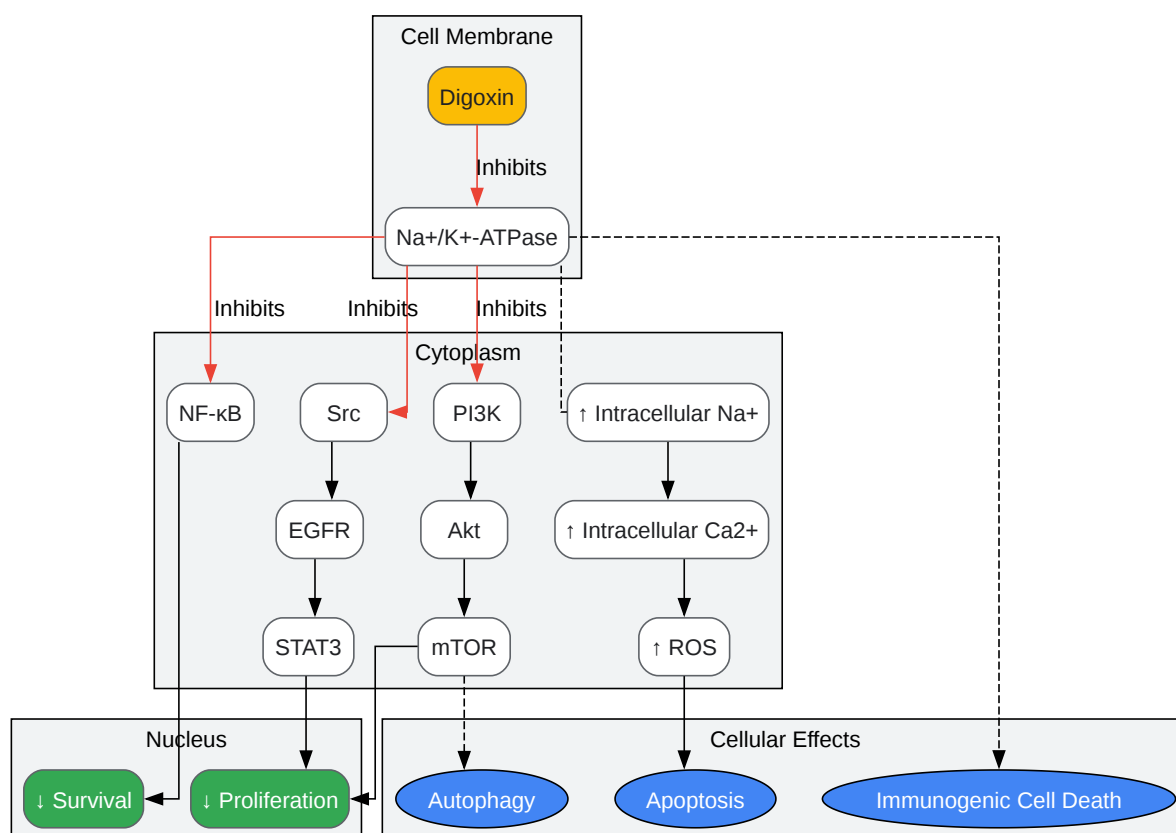 Cell Membrane
Digoxin
Inhibits
Na+/K+-ATPase
Inhibits
Inhibits
Inhibits
Cytoplasm
NF-κB
Src
PI3K
↑ Intracellular Na+
EGFR
Akt
↑ Intracellular Ca2+
STAT3
mTOR
↑ ROS
Nucleus
Cellular Effects
↓ Survival
↓ Proliferation
Autophagy
Apoptosis
Immunogenic Cell Death